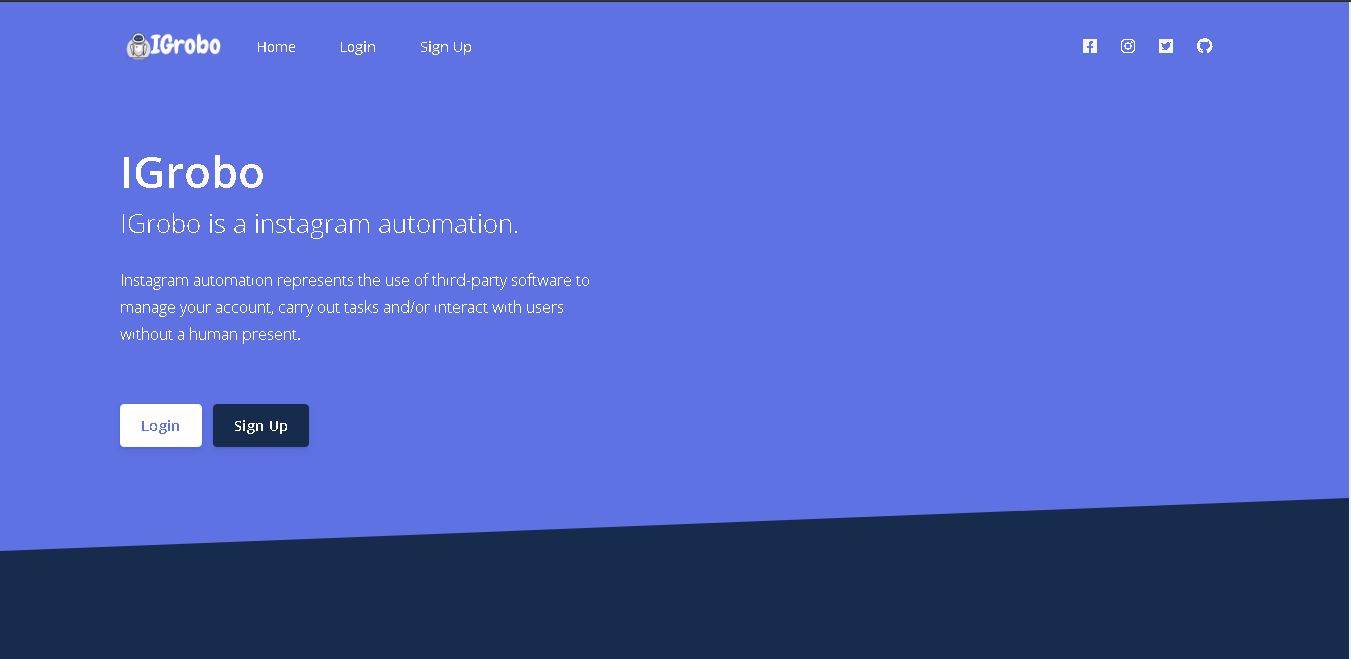 IGrobo
Home
Login
Sign Up
IGrobo
IGrobo is a instagram automation.
Instagram automation represents the use of third-party software to
manage your account, carry out tasks and/or interact with users
without a human present.
Login
Sign Up